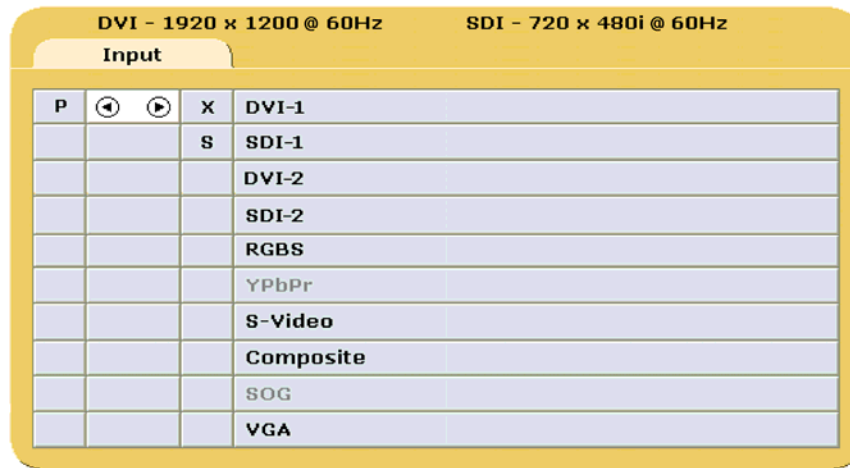 DVI - 1920 x 1200 @ 60Hz SDI - 720 x 480i @ 60Hz
Input
P X DVI-1
S SDI-1
DVI-2
SDI-2
RGBS
YPbPr
S-Video
Composite
SOG
VGA